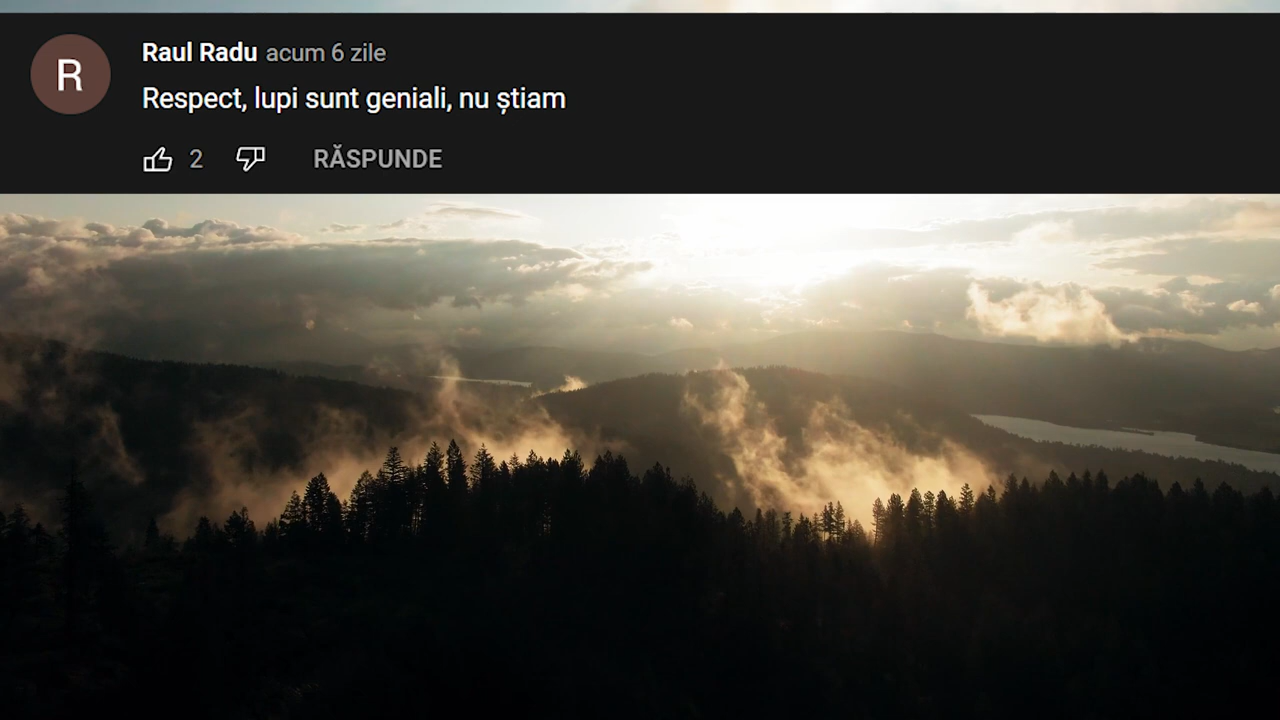 R
Raul Radu acum 6 zile
Respect, lupi sunt geniali, nu știam
2 RĂSPUNDE